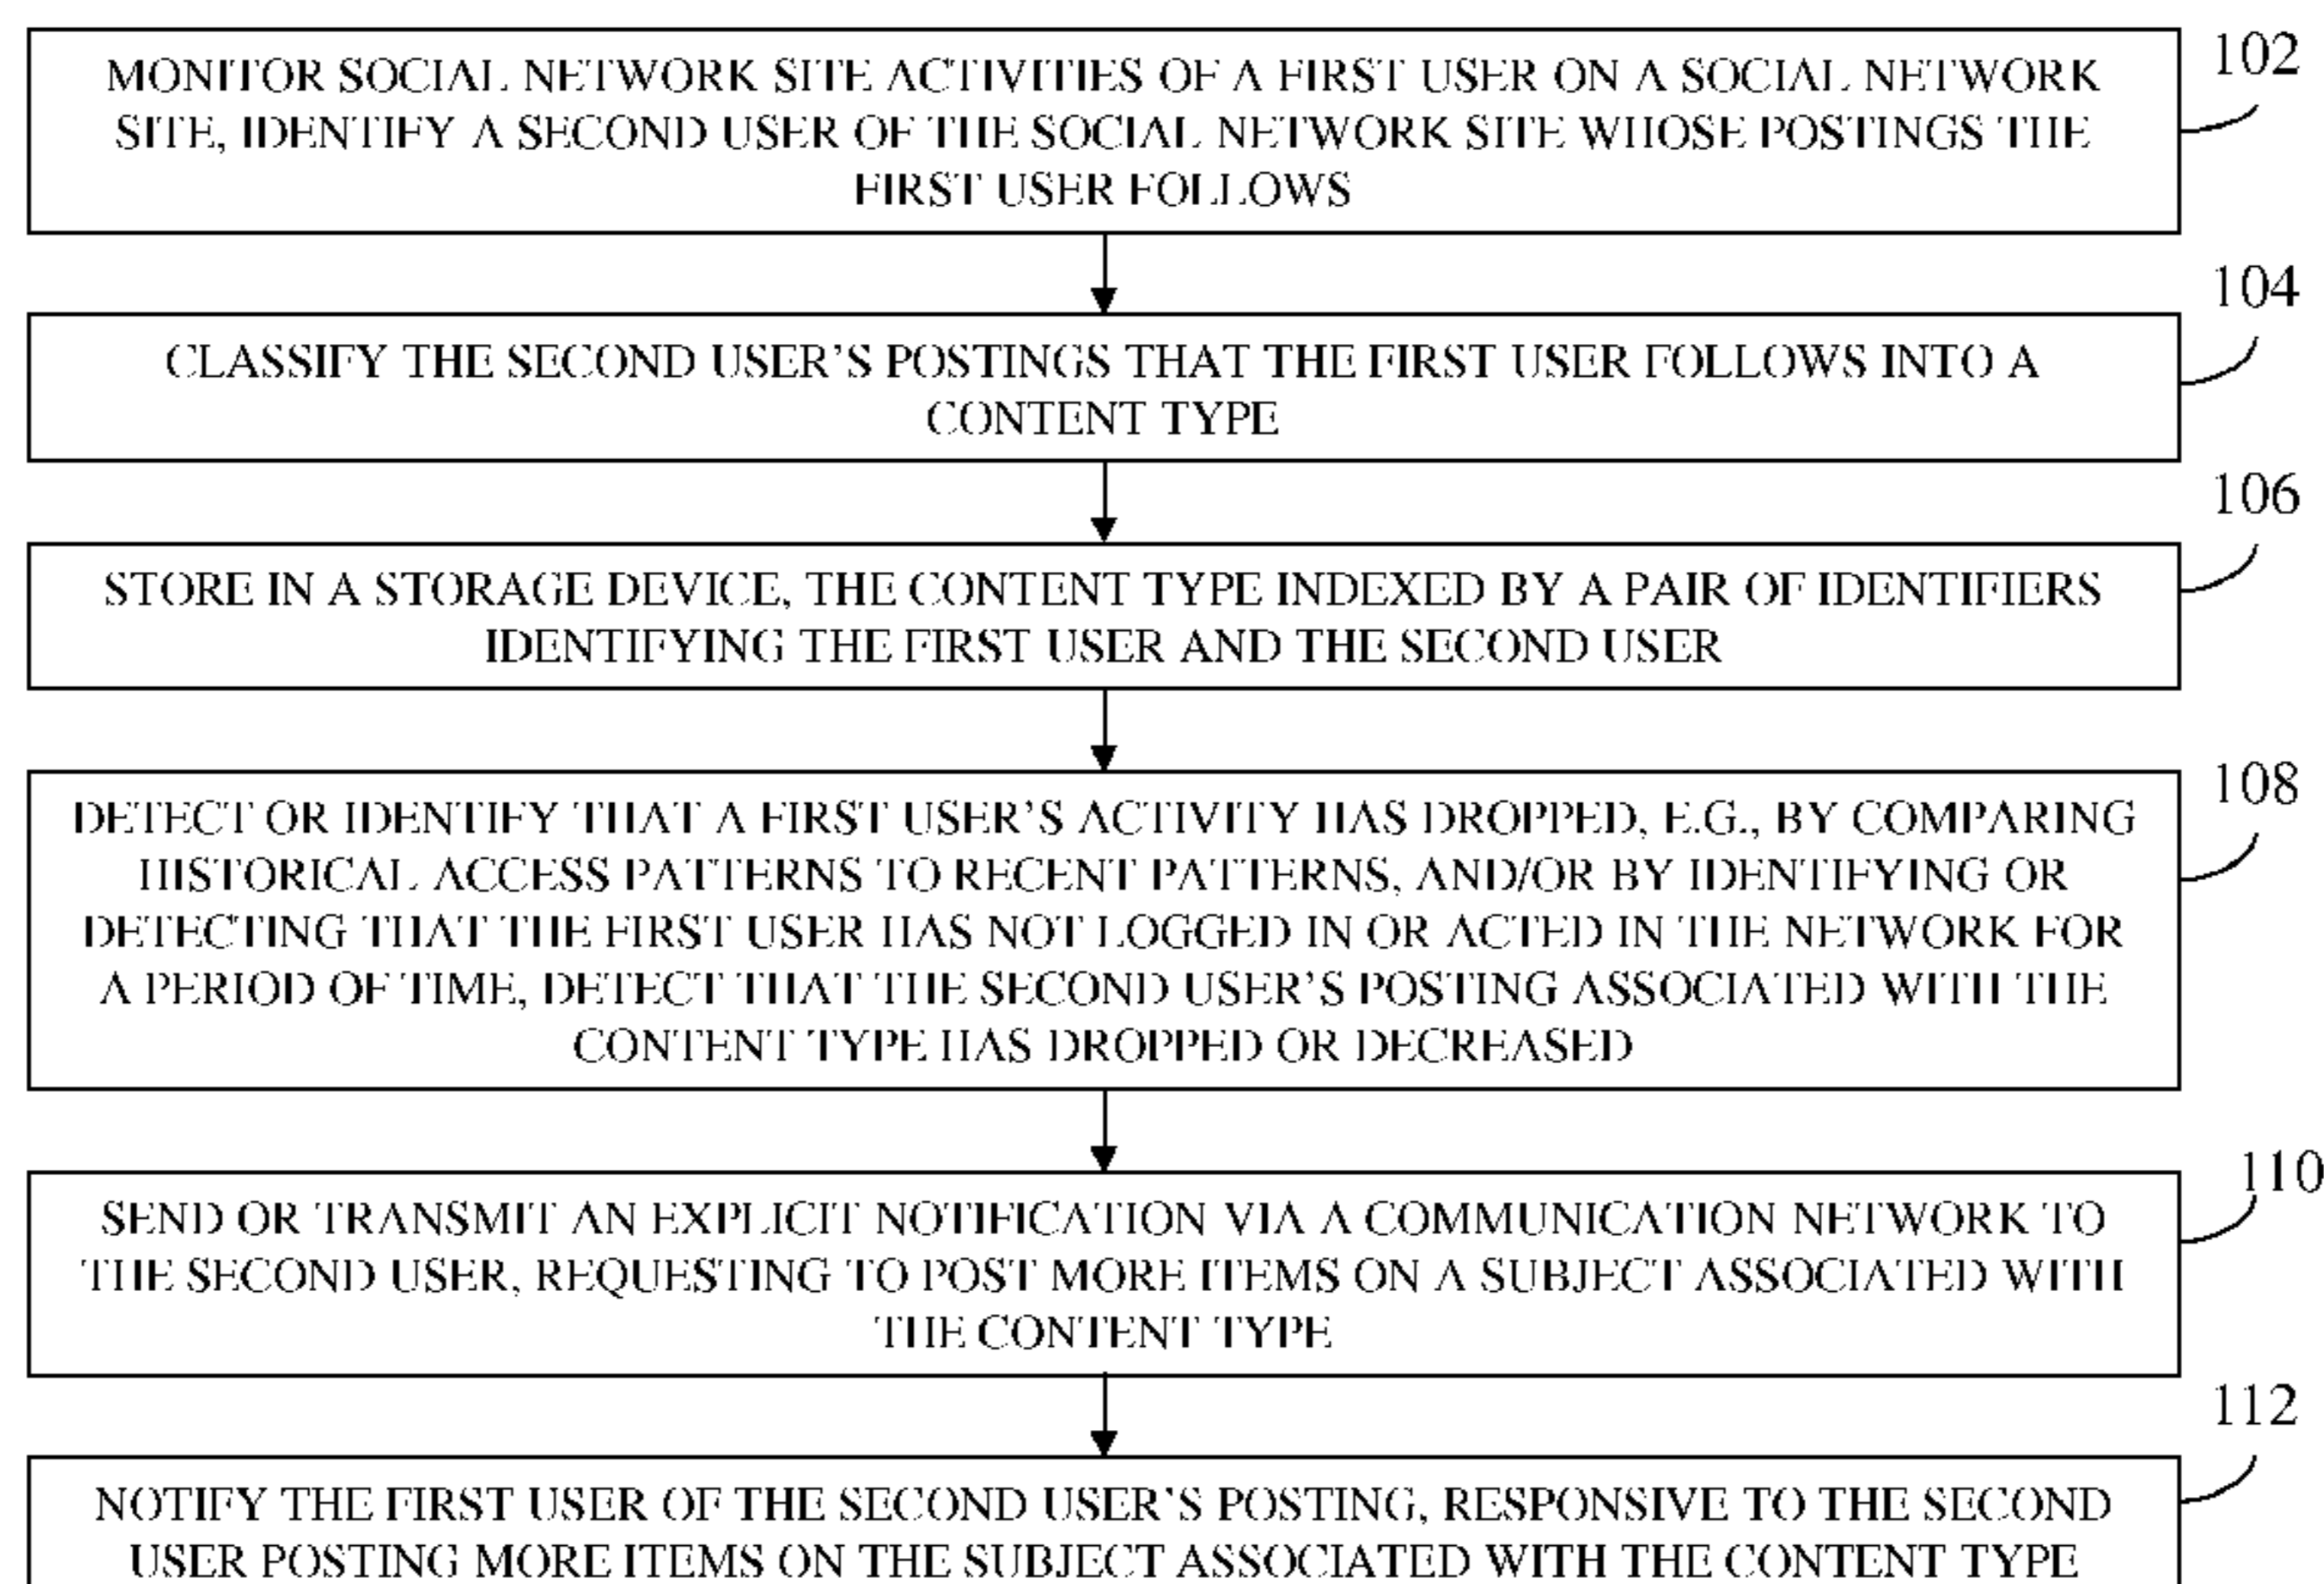 102
MONITOR SOCIAL NETWORK SITE ACTIVITIES OF A FIRST USER ON A SOCIAL NETWORK
SITE, IDENTIFY A SECOND USER OF THE SOCIAL NETWORK SITE WHOSE POSTINGS THE
FIRST USER FOLLOWS
104
CLASSIFY THE SECOND USER'S POSTINGS THAT THE FIRST USER FOLLOWS INTO A
CONTENT TYPE
106
STORE IN A STORAGE DEVICE, THE CONTENT TYPE INDEXED BY A PAIR OF IDENTIFIERS
IDENTIFYING THE FIRST USER AND THE SECOND USER
108
DETECT OR IDENTIFY THAT A FIRST USER'S ACTIVITY HAS DROPPED, E.G., BY COMPARING
HISTORICAL ACCESS PATTERNS TO RECENT PATTERNS, AND/OR BY IDENTIFYING OR
DETECTING THAT THE FIRST USER HAS NOT LOGGED IN OR ACTED IN THE NETWORK FOR
A PERIOD OF TIME, DETECT THAT THE SECOND USER'S POSTING ASSOCIATED WITH THE
CONTENT TYPE HAS DROPPED OR DECREASED
110
SEND OR TRANSMIT AN EXPLICIT NOTIFICATION VIA A COMMUNICATION NETWORK TO
THE SECOND USER, REQUESTING TO POST MORE ITEMS ON A SUBJECT ASSOCIATED WITH
THE CONTENT TYPE
112
NOTIFY THE FIRST USER OF THE SECOND USER'S POSTING, RESPONSIVE TO THE SECOND
USER POSTING MORE ITEMS ON THE SUBJECT ASSOCIATED WITH THE CONTENT TYPE